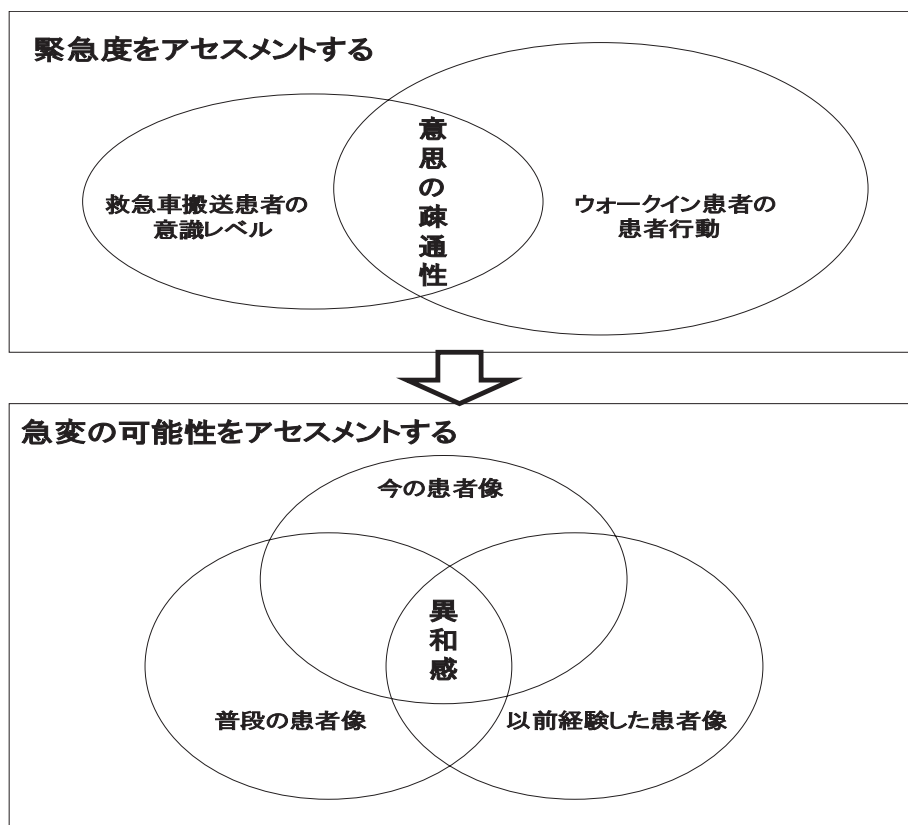 緊急度をアセスメントする
意思の疎通性
救急車搬送患者の
意識レベル
ウォークイン患者の
患者行動
急変の可能性をアセスメントする
今の患者像
異和感
普段の患者像
以前経験した患者像